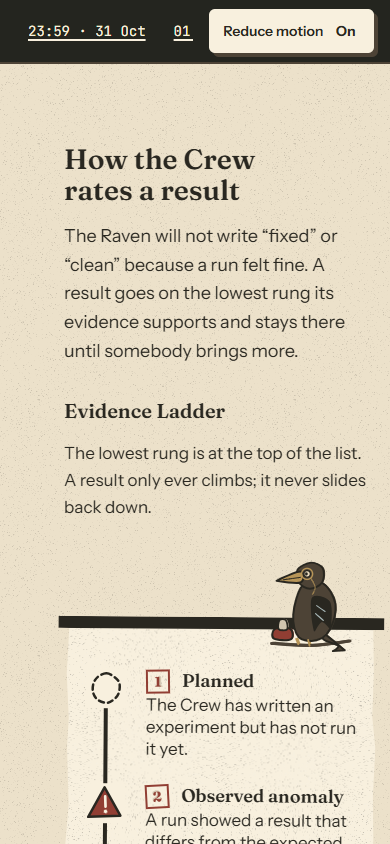 23:59 · 31 Oct
01
Reduce motion On
How the Crew
rates a result
The Raven will not write “fixed” or
“clean” because a run felt fine. A
result goes on the lowest rung its
evidence supports and stays there
until somebody brings more.
Evidence Ladder
The lowest rung is at the top of the list.
A result only ever climbs; it never slides
back down.
1 Planned
The Crew has written an
experiment but has not run
it yet.
2 Observed anomaly
A run showed a result that
differs from the expected